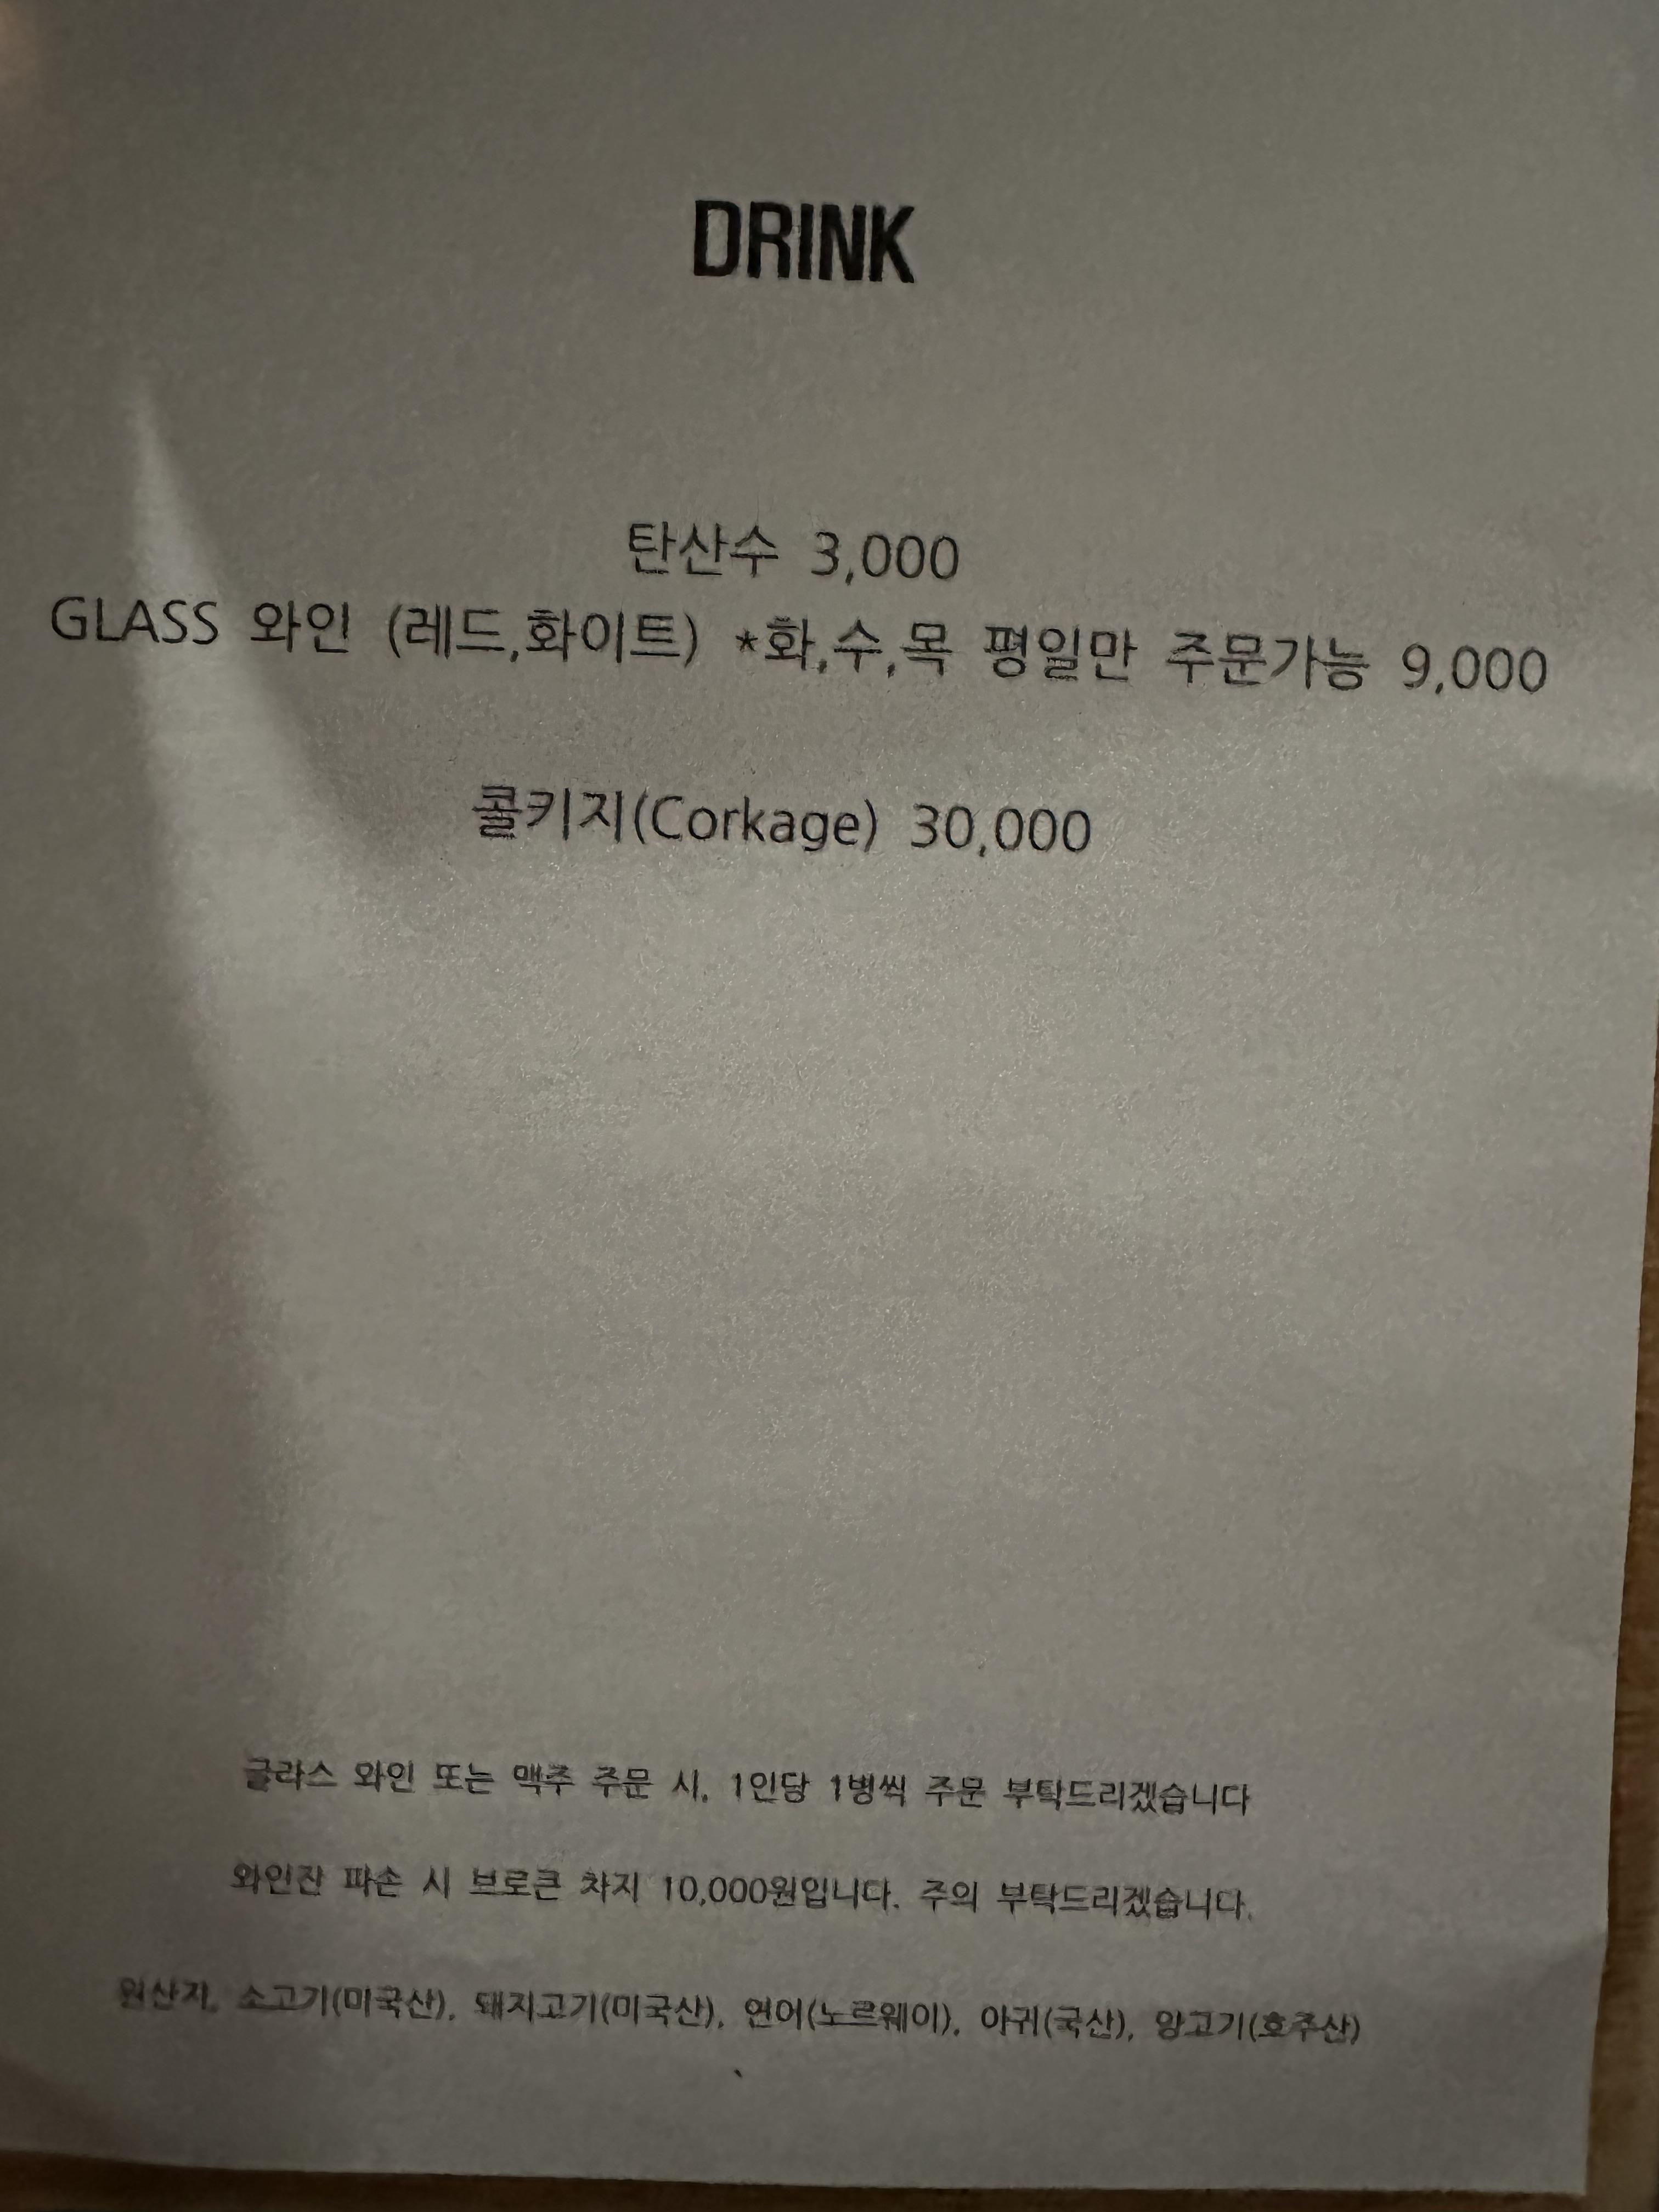 DRINK
탄산수 3,000
GLASS 와인 (레드,화이트) *화,수,목 평일만 주문가능 9,000
콜키지(Corkage) 30,000
글라스 와인 또는 맥주 주문 시, 1인당 1병씩 주문 부탁드리겠습니다
와인잔 파손 시 브로큰 차지 10,000원입니다. 주의 부탁드리겠습니다.
원산지, 소고기(미국산), 돼지고기(미국산), 연어(노르웨이), 아귀(국산), 양고기(호주산)